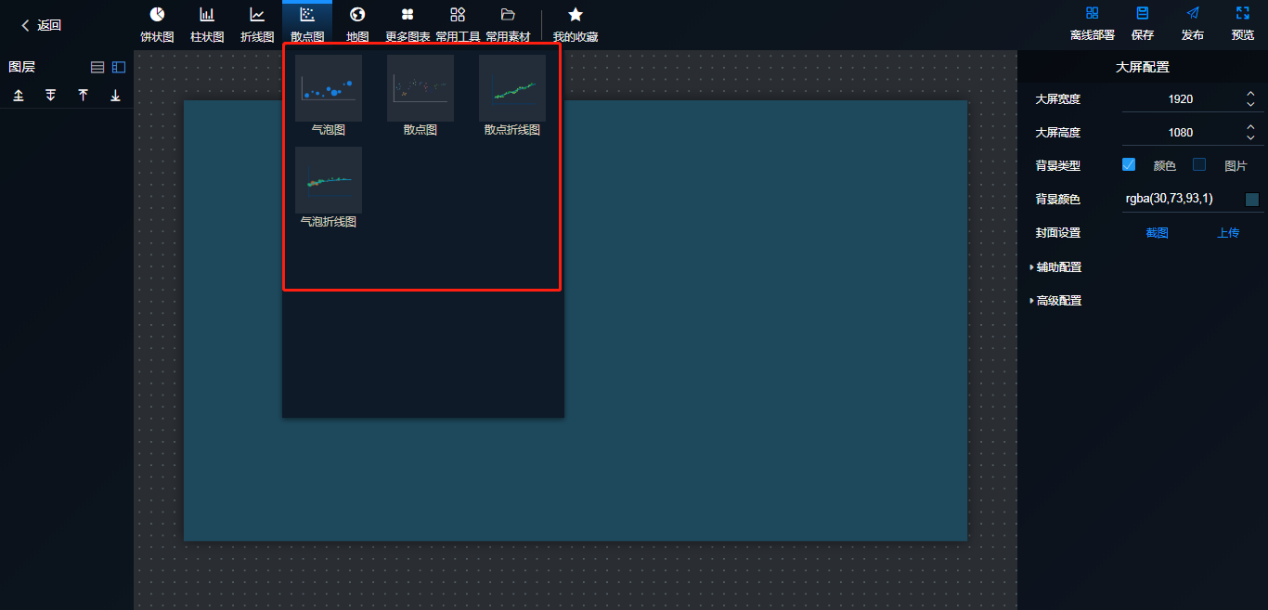 返回
饼状图 柱状图 折线图 散点图 地图 更多图表 常用工具 常用素材 我的收藏
离线部署 保存 发布 预览
图层
气泡图 散点图 散点折线图
气泡折线图
大屏配置
大屏宽度 1920
大屏高度 1080
背景类型 颜色 图片
背景颜色 rgba(30,73,93,1)
封面设置 截图 上传
辅助配置
高级配置